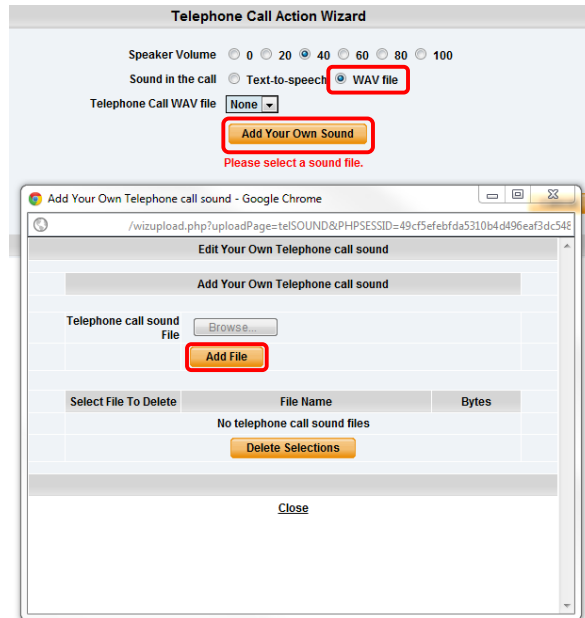 Telephone Call Action Wizard
Speaker Volume 0 20 40 60 80 100
Sound in the call Text-to-speech WAV file
Telephone Call WAV file None
Add Your Own Sound
Please select a sound file.
Add Your Own Telephone call sound - Google Chrome
/wizupload.php?uploadPage=telSOUND&PHPSESSID=49cf5efebfda5310b4d496eaf3dc548
Edit Your Own Telephone call sound
Add Your Own Telephone call sound
Telephone call sound
File Browse...
Add File
Select File To Delete File Name Bytes
No telephone call sound files
Delete Selections
Close